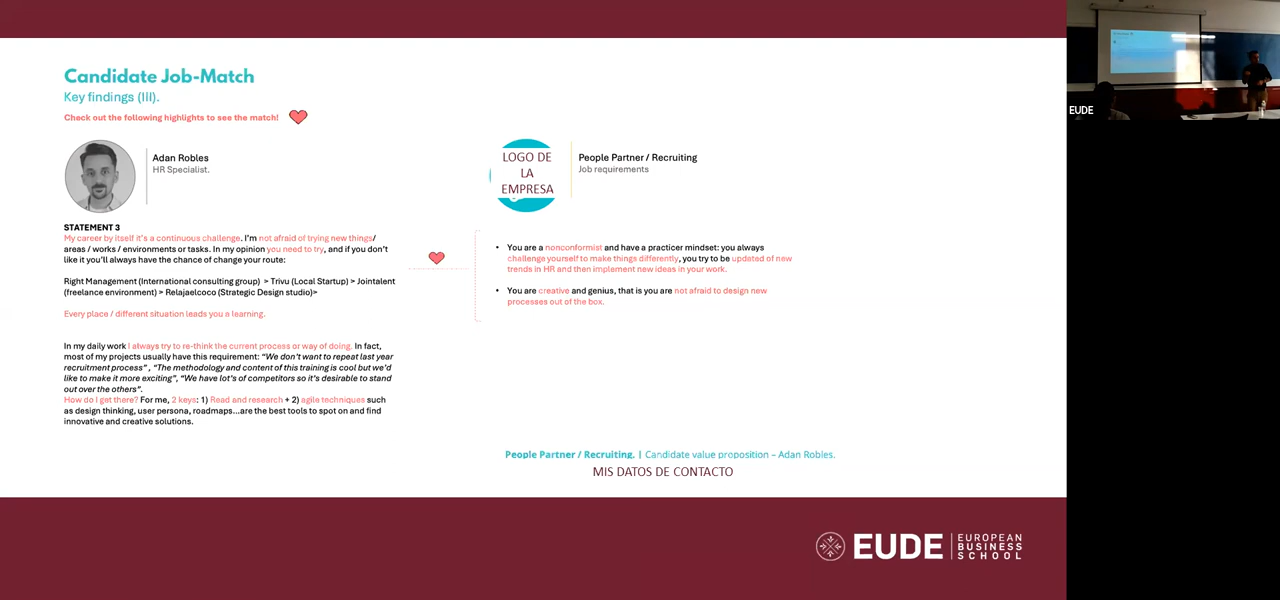 Candidate Job-Match
Key findings (III).
Check out the following highlights to see the match!
Adan Robles
HR Specialist.
LOGO DE
LA
EMPRESA
People Partner / Recruiting
Job requirements
STATEMENT 3
My career by itself it's a continuous challenge. I'm not afraid of trying new things/
areas / works / environments or tasks. In my opinion you need to try, and if you don't
like it you'll always have the chance of change your route:
Right Management (International consulting group) > Trivu (Local Startup) > Jointalent
(freelance environment) > Relajaelcoco (Strategic Design studio)>
Every place / different situation leads you a learning.
In my daily work I always try to re-think the current process or way of doing. In fact,
most of my projects usually have this requirement: “We don't want to repeat last year
recruitment process” , “The methodology and content of this training is cool but we'd
like to make it more exciting”, “We have lot's of competitors so it's desirable to stand
out over the others”.
How do I get there? For me, 2 keys: 1) Read and research + 2) agile techniques such
as design thinking, user persona, roadmaps...are the best tools to spot on and find
innovative and creative solutions.
• You are a nonconformist and have a practicer mindset: you always
challenge yourself to make things differently, you try to be updated of new
trends in HR and then implement new ideas in your work.
• You are creative and genius, that is you are not afraid to design new
processes out of the box.
People Partner / Recruiting. | Candidate value proposition – Adan Robles.
MIS DATOS DE CONTACTO
EUDE
EUROPEAN
BUSINESS
SCHOOL
EUDE